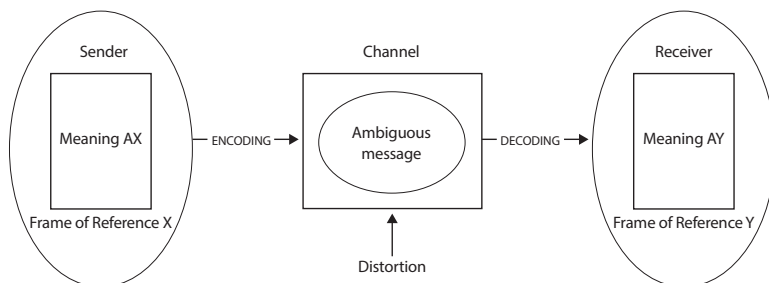 Sender
Channel
Receiver
Meaning AX
ENCODING
Ambiguous
message
DECODING
Meaning AY
Frame of Reference X
Frame of Reference Y
Distortion